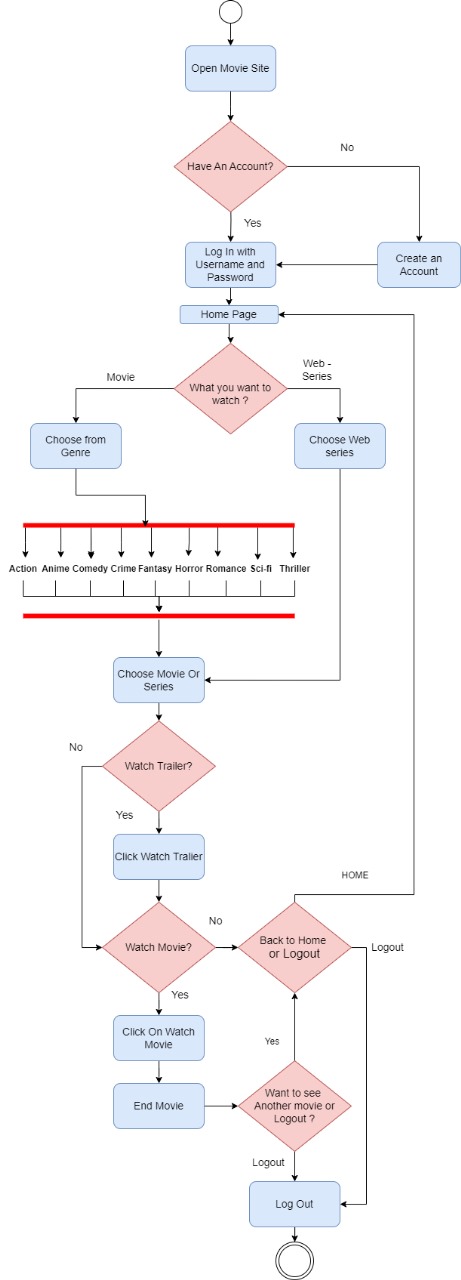 Open Movie Site
Have An Account?
No
Yes
Log In with
Username and
Password
Create an
Account
Home Page
What you want to
watch ?
Movie
Web -
Series
Choose from
Genre
Choose Web
series
Action Anime Comedy Crime Fantasy Horror Romance Sci-fi Thriller
Choose Movie Or
Series
Watch Trailer?
No
Yes
Click Watch Tralier
HOME
Watch Movie?
No
Back to Home
or Logout
Logout
Yes
Click On Watch
Movie
Yes
End Movie
Want to see
Another movie or
Logout ?
Logout
Log Out